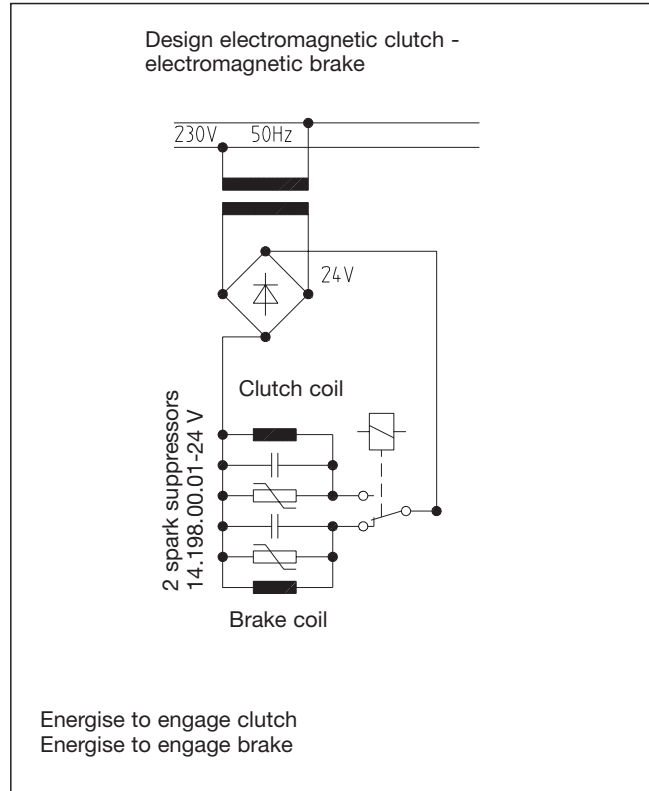 Design electromagnetic clutch -
electromagnetic brake
230V 50Hz
24V
Clutch coil
2 spark suppressors
14.198.00.01-24 V
Brake coil
Energise to engage clutch
Energise to engage brake